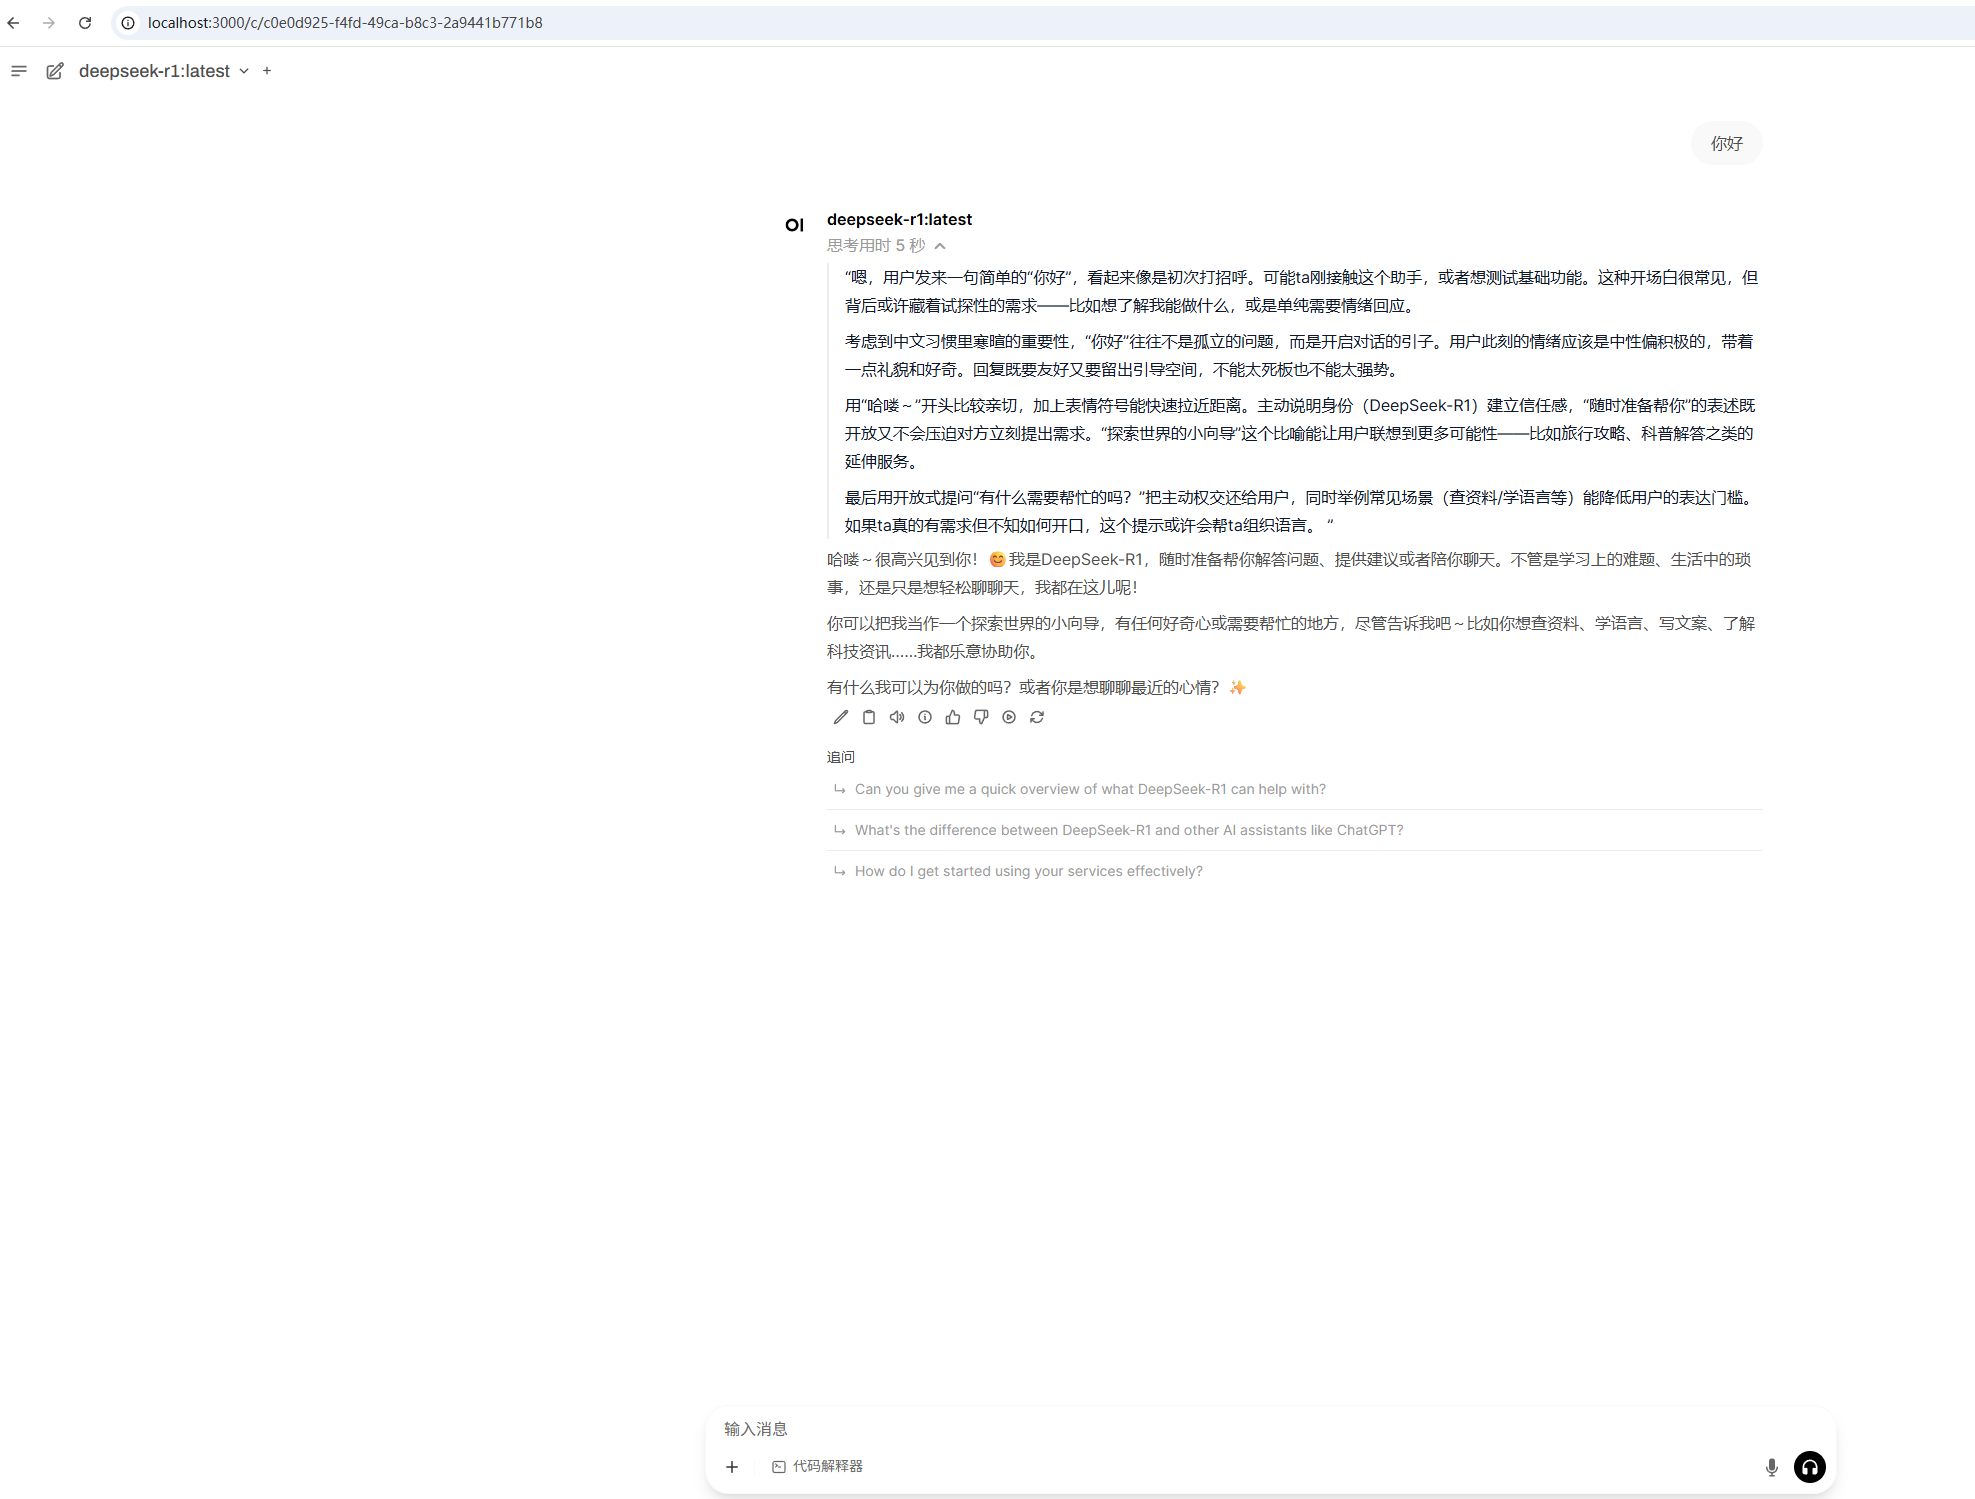 localhost:3000/c/c0e0d925-f4fd-49ca-b8c3-2a9441b771b8
deepseek-r1:latest
你好
OI
deepseek-r1:latest
思考用时 5 秒
“嗯，用户发来一句简单的“你好”，看起来像是初次打招呼。可能ta刚接触这个助手，或者想测试基础功能。这种开场白很常见，但
背后或许藏着试探性的需求——比如想了解我能做什么，或是单纯需要情绪回应。
考虑到中文习惯里寒暄的重要性，“你好”往往不是孤立的问题，而是开启对话的引子。用户此刻的情绪应该是中性偏积极的，带着
一点礼貌和好奇。回复既要友好又要留出引导空间，不能太死板也不能太强势。
用“哈喽～”开头比较亲切，加上表情符号能快速拉近距离。主动说明身份（DeepSeek-R1）建立信任感，“随时准备帮你”的表述既
开放又不会压迫对方立刻提出需求。“探索世界的小向导”这个比喻能让用户联想到更多可能性——比如旅行攻略、科普解答之类的
延伸服务。
最后用开放式提问“有什么需要帮忙的吗？”把主动权交还给用户，同时举例常见场景（查资料/学语言等）能降低用户的表达门槛。
如果ta真的有需求但不知如何开口，这个提示或许会帮ta组织语言。 ”
哈喽～很高兴见到你！😊我是DeepSeek-R1，随时准备帮你解答问题、提供建议或者陪你聊天。不管是学习上的难题、生活中的琐
事，还是只是想轻松聊聊天，我都在这儿呢！
你可以把我当作一个探索世界的小向导，有任何好奇心或需要帮忙的地方，尽管告诉我吧～比如你想查资料、学语言、写文案、了解
科技资讯……我都乐意协助你。
有什么我可以为你做的吗？或者你是想聊聊最近的心情？✨
追问
Can you give me a quick overview of what DeepSeek-R1 can help with?
What's the difference between DeepSeek-R1 and other AI assistants like ChatGPT?
How do I get started using your services effectively?
输入消息
代码解释器